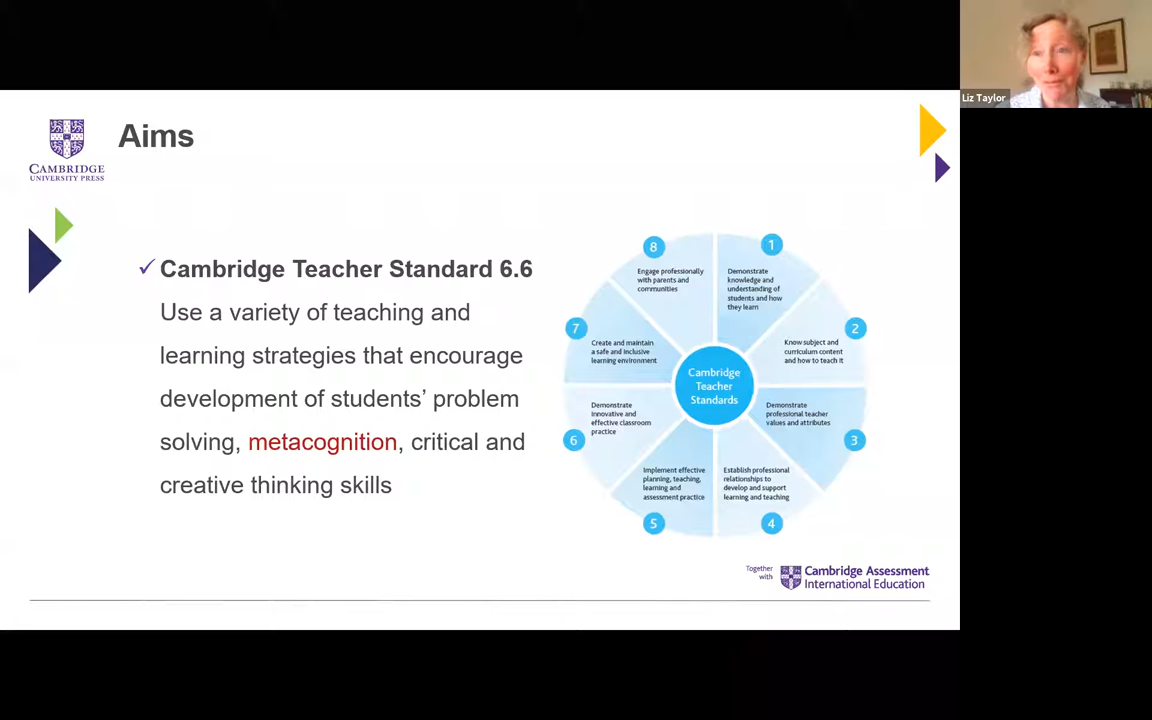 Liz Taylor
CAMBRIDGE
UNIVERSITY PRESS
Aims
✓ Cambridge Teacher Standard 6.6
Use a variety of teaching and
learning strategies that encourage
development of students’ problem
solving, metacognition, critical and
creative thinking skills
Cambridge
Teacher
Standards
1
Demonstrate
knowledge and
understanding of
students and how
they learn
2
Know subject and
curriculum content
and how to teach it
3
Demonstrate
professional teacher
values and attributes
4
Establish professional
relationships to
develop and support
learning and teaching
5
Implement effective
planning, teaching,
learning and
assessment practice
6
Demonstrate
innovative and
effective classroom
practice
7
Create and maintain
a safe and inclusive
learning environment
8
Engage professionally
with parents and
communities
Together
with
Cambridge Assessment
International Education